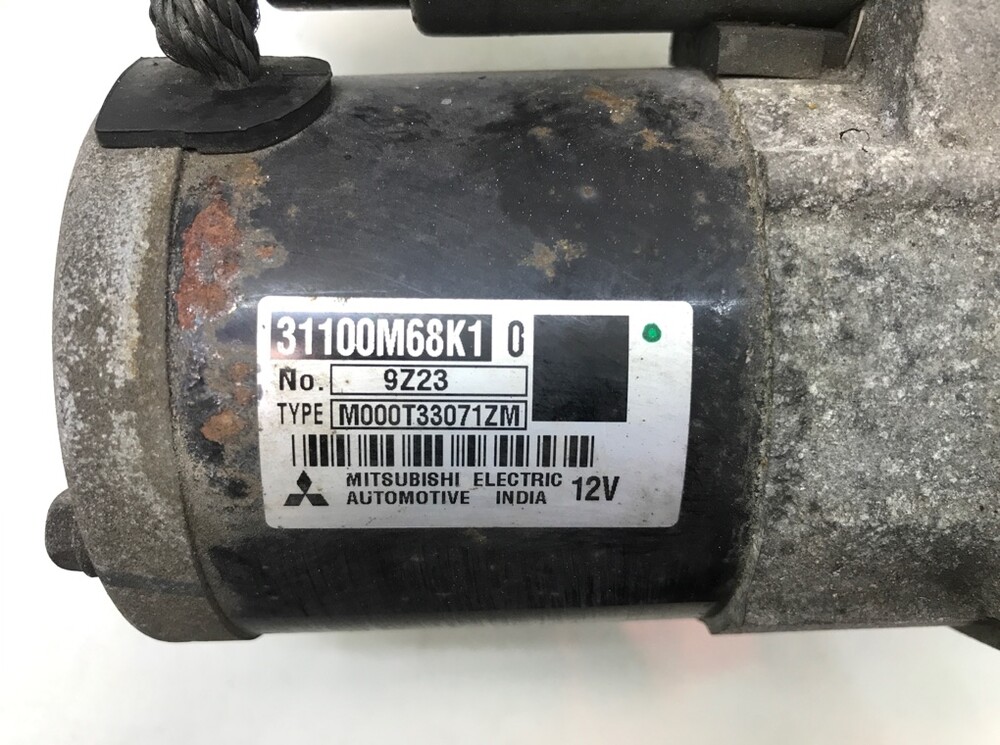 31100M68K1 0
No. 9Z23
TYPE M000T33071ZM
MITSUBISHI ELECTRIC
AUTOMOTIVE INDIA 12V